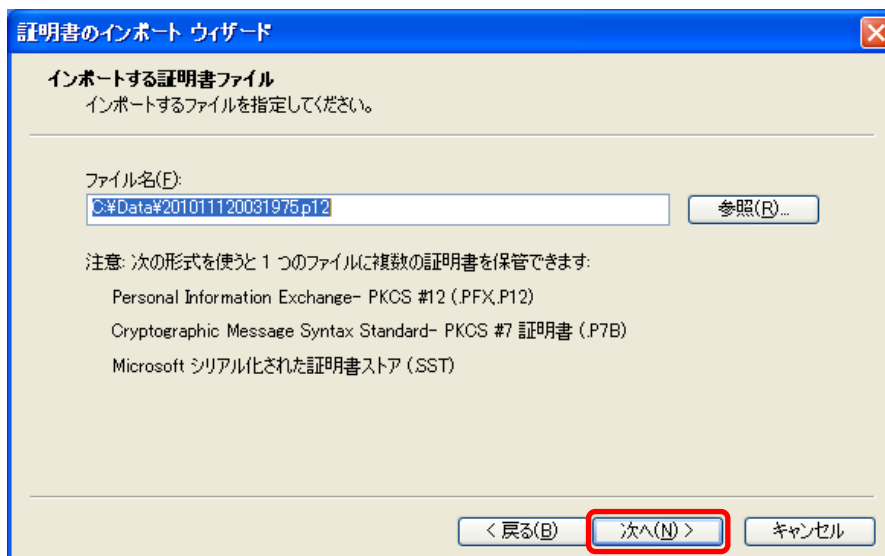 証明書のインポート ウィザード
インポートする証明書ファイル
インポートするファイルを指定してください。
ファイル名(F):
C:¥Data¥201011120031975.p12
参照(R)...
注意: 次の形式を使うと 1 つのファイルに複数の証明書を保管できます:
Personal Information Exchange- PKCS #12 (.PFX,.P12)
Cryptographic Message Syntax Standard- PKCS #7 証明書 (.P7B)
Microsoft シリアル化された証明書ストア (.SST)
< 戻る(B)
次へ(N) >
キャンセル